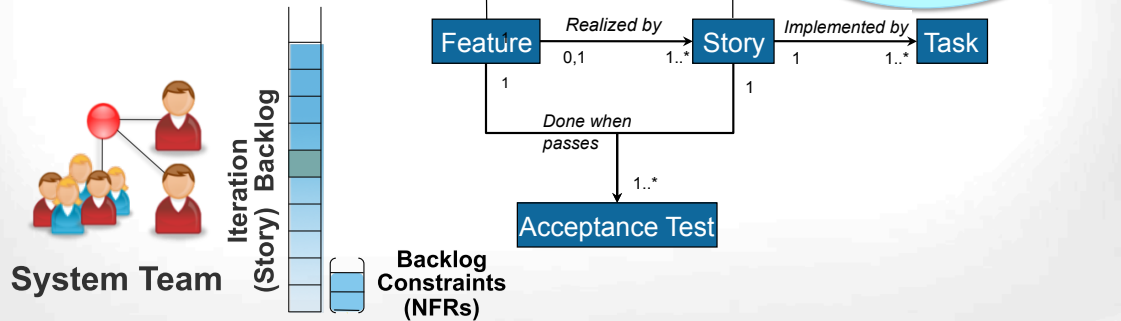 Realized by
Implemented by
Feature
1
Story
Task
0,1
1..*
1
1..*
1
1
Done when
passes
1..*
Acceptance Test
Iteration
(Story) Backlog
System Team
Backlog
Constraints
(NFRs)